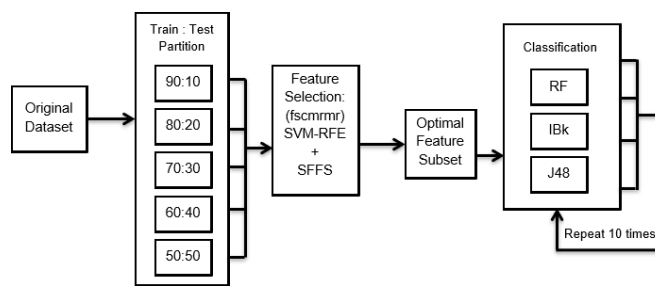 Original
Dataset
Train : Test
Partition
90:10
80:20
70:30
60:40
50:50
Feature
Selection:
(fscmrmr)
SVM-RFE
+
SFFS
Optimal
Feature
Subset
Classification
RF
IBk
J48
Repeat 10 times